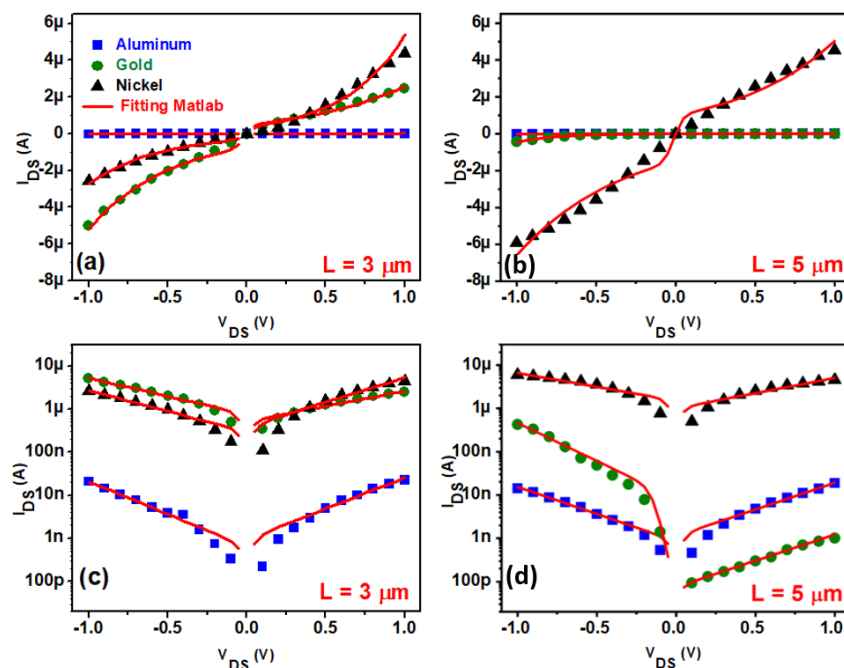 6µ
4µ
2µ
0
-2µ
-4µ
-6µ
-8µ
I_DS (A)
Aluminum
Gold
Nickel
Fitting Matlab
(a)
L = 3 µm
-1.0 -0.5 0.0 0.5 1.0
V_DS (V)
6µ
4µ
2µ
0
-2µ
-4µ
-6µ
-8µ
I_DS (A)
(b)
L = 5 µm
-1.0 -0.5 0.0 0.5 1.0
V_DS (V)
10µ
1µ
100n
10n
1n
100p
I_DS (A)
(c)
L = 3 µm
-1.0 -0.5 0.0 0.5 1.0
V_DS (V)
10µ
1µ
100n
10n
1n
100p
I_DS (A)
(d)
L = 5 µm
-1.0 -0.5 0.0 0.5 1.0
V_DS (V)